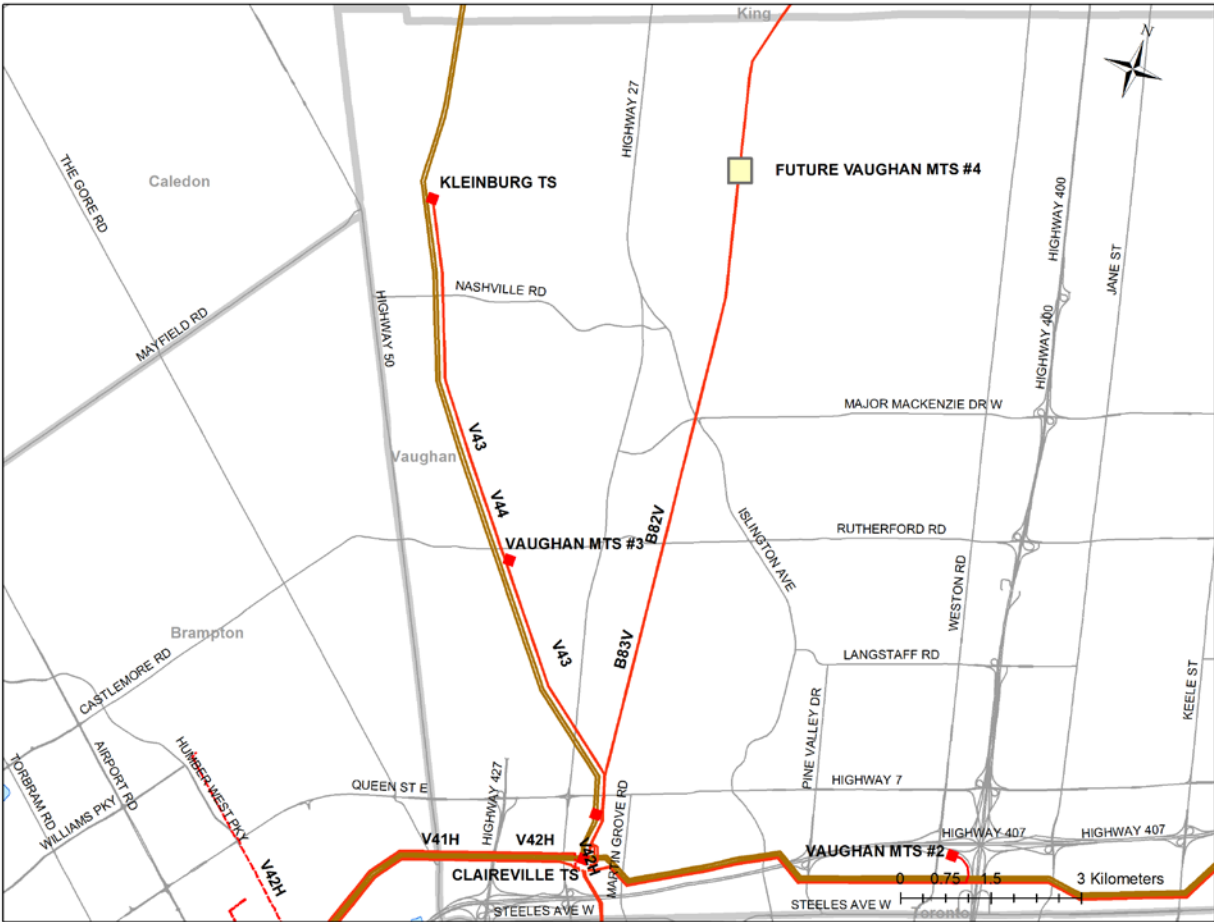 King
N
HIGHWAY 27
THE GORE RD
Caledon
KLEINBURG TS
FUTURE VAUGHAN MTS #4
HIGHWAY 400
JANE ST
NASHVILLE RD
HIGHWAY 50
MAYFIELD RD
HIGHWAY 400
MAJOR MACKENZIE DR W
V43
Vaughan
V44
B82V
ISLINGTON AVE
RUTHERFORD RD
VAUGHAN MTS #3
WESTON RD
Brampton
CASTLEMORE RD
V43
B83V
LANGSTAFF RD
PINE VALLEY DR
KEELE ST
TORBRAM RD
AIRPORT RD
HUMBER WEST PKY
WILLIAMS PKY
QUEEN ST E
HIGHWAY 427
MARTIN GROVE RD
HIGHWAY 7
HIGHWAY 407
HIGHWAY 407
V41H
V42H
V42H
VAUGHAN MTS #2
CLAIREVILLE TS
V42H
0 0.75 1.5 3 Kilometers
STEELES AVE W
STEELES AVE W
Toronto